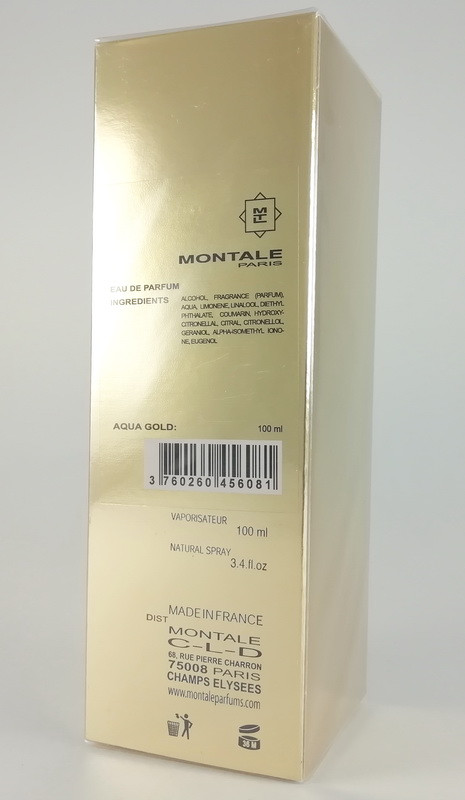 MTL
MONTALE
PARIS
EAU DE PARFUM
INGREDIENTS
ALCOHOL, FRAGRANCE (PARFUM),
AQUA, LIMONENE, LINALOOL, DIETHYL
PHTHALATE, COUMARIN, HYDROXY-
CITRONELLAL, CITRAL, CITRONELLOL,
GERANIOL, ALPHA-ISOMETHYL IONO-
NE, EUGENOL
AQUA GOLD: 100 ml
3 760260 456081
VAPORISATEUR 100 ml
NATURAL SPRAY 3.4.fl.oz
MADE IN FRANCE
DIST MONTALE
C-L-D
68, RUE PIERRE CHARRON
75008 PARIS
CHAMPS ELYSEES
www.montaleparfums.com
36 M